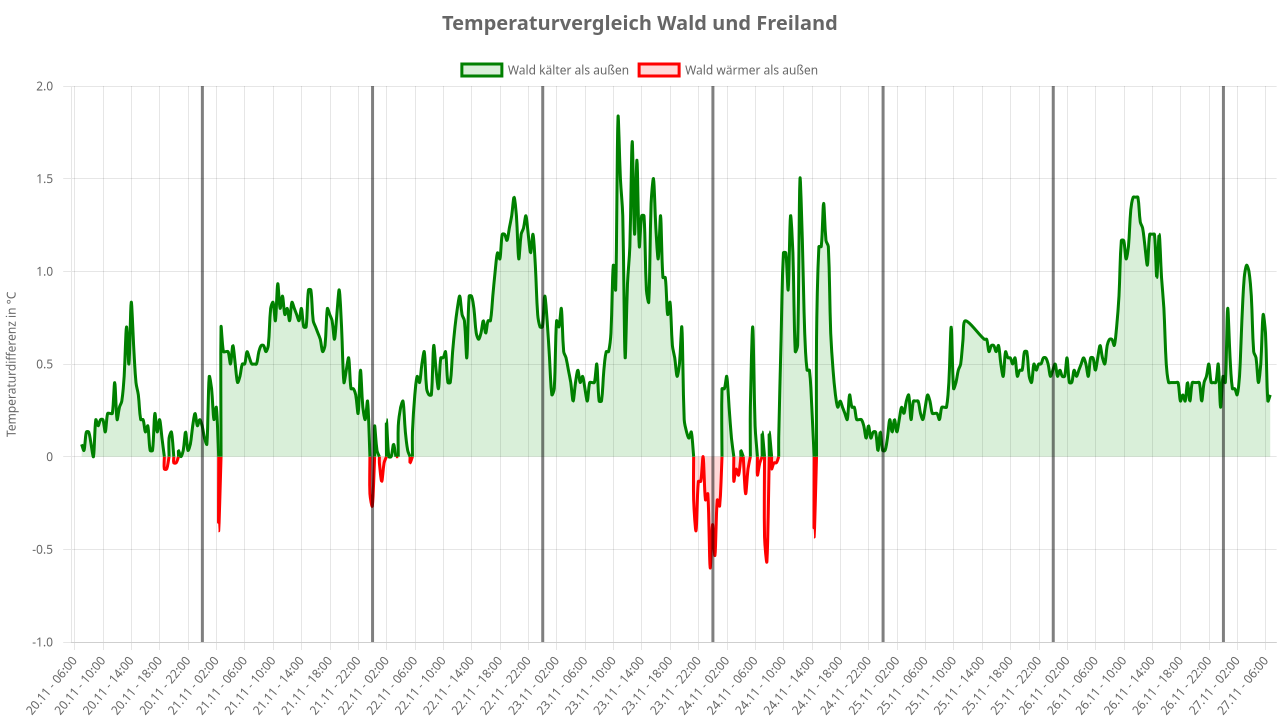 Temperaturvergleich Wald und Freiland
Wald kälter als außen
Wald wärmer als außen
Temperaturdifferenz in °C
2.0
1.5
1.0
0.5
0
-0.5
-1.0
20.11 - 06:00
20.11 - 10:00
20.11 - 14:00
20.11 - 18:00
20.11 - 22:00
21.11 - 02:00
21.11 - 06:00
21.11 - 10:00
21.11 - 14:00
21.11 - 18:00
21.11 - 22:00
22.11 - 02:00
22.11 - 06:00
22.11 - 10:00
22.11 - 14:00
22.11 - 18:00
22.11 - 22:00
23.11 - 02:00
23.11 - 06:00
23.11 - 10:00
23.11 - 14:00
23.11 - 18:00
23.11 - 22:00
24.11 - 02:00
24.11 - 06:00
24.11 - 10:00
24.11 - 14:00
24.11 - 18:00
24.11 - 22:00
25.11 - 02:00
25.11 - 06:00
25.11 - 10:00
25.11 - 14:00
25.11 - 18:00
25.11 - 22:00
26.11 - 02:00
26.11 - 06:00
26.11 - 10:00
26.11 - 14:00
26.11 - 18:00
26.11 - 22:00
27.11 - 02:00
27.11 - 06:00